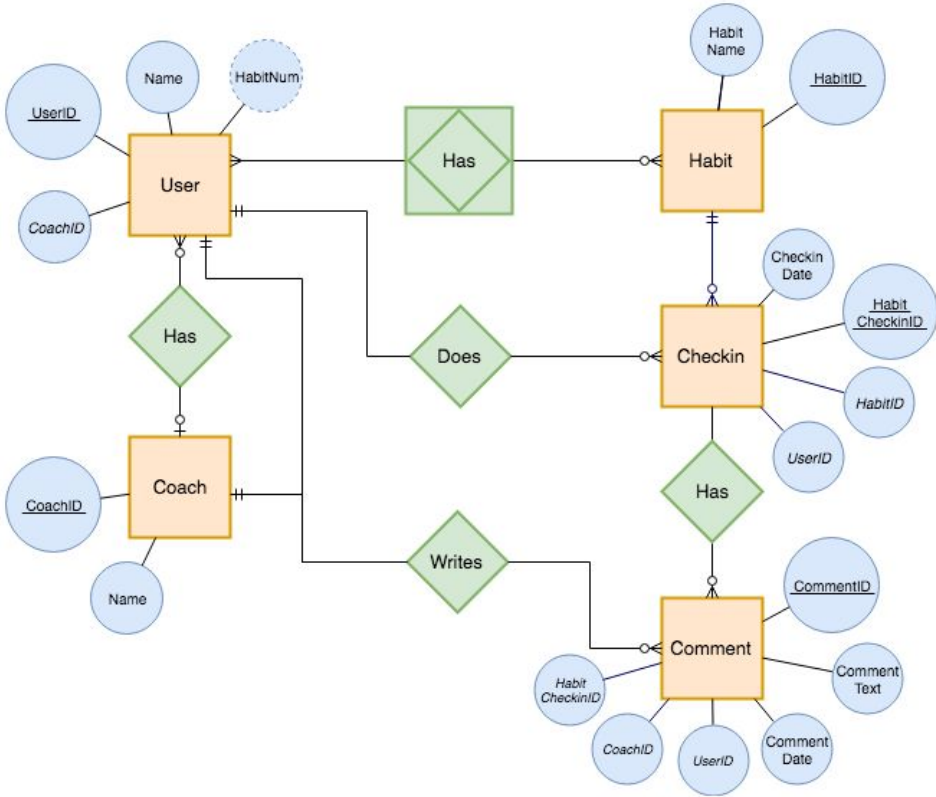 Habit
Name
Name
HabitNum
HabitID
UserID
User
Has
Habit
CoachID
Checkin
Date
Habit
CheckinID
Has
Does
Checkin
HabitID
UserID
Coach
CoachID
Has
Name
Writes
CommentID
Comment
Comment
Text
Habit
CheckinID
CoachID
UserID
Comment
Date